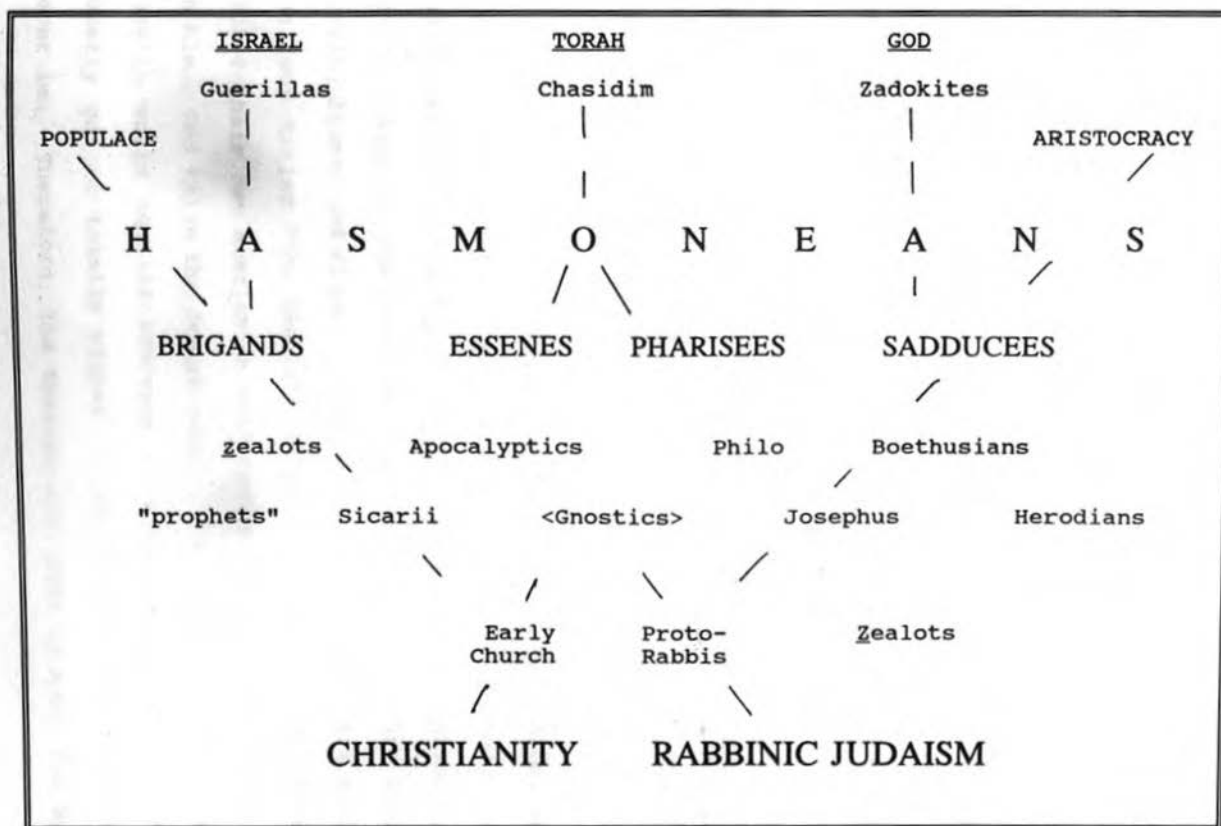 ISRAEL TORAH GOD
Guerillas Chasidim Zadokites
POPULACE ARISTOCRACY
H A S M O N E A N S
BRIGANDS ESSENES PHARISEES SADDUCEES
zealots Apocalyptics Philo Boethusians
"prophets" Sicarii <Gnostics> Josephus Herodians
Early Proto- Zealots
Church Rabbis
CHRISTIANITY RABBINIC JUDAISM